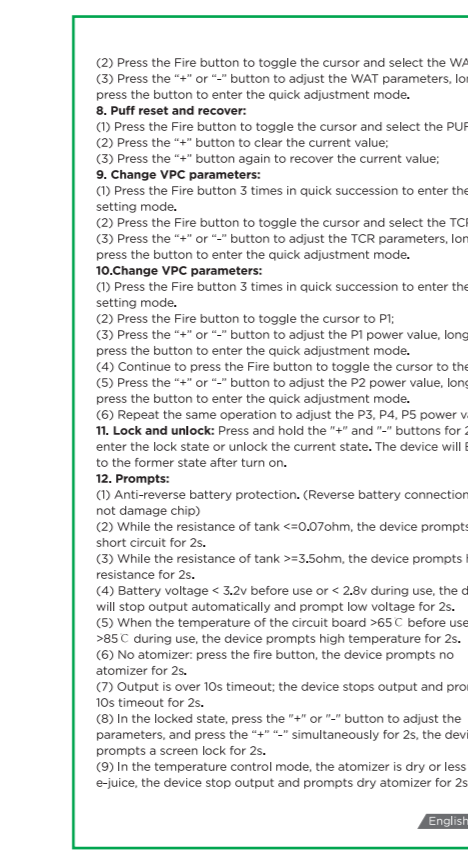 (2) Press the Fire button to toggle the cursor and select the WA
(3) Press the “+” or “-” button to adjust the WAT parameters, lon
press the button to enter the quick adjustment mode.
8. Puff reset and recover:
(1) Press the Fire button to toggle the cursor and select the PUF
(2) Press the “+” button to clear the current value;
(3) Press the “+” button again to recover the current value;
9. Change VPC parameters:
(1) Press the Fire button 3 times in quick succession to enter the
setting mode.
(2) Press the Fire button to toggle the cursor and select the TCR
(3) Press the “+” or “-” button to adjust the TCR parameters, lon
press the button to enter the quick adjustment mode.
10.Change VPC parameters:
(1) Press the Fire button 3 times in quick succession to enter the
setting mode.
(2) Press the Fire button to toggle the cursor to P1;
(3) Press the “+” or “-” button to adjust the P1 power value, long
press the button to enter the quick adjustment mode.
(4) Continue to press the Fire button to toggle the cursor to the
(5) Press the “+” or “-” button to adjust the P2 power value, long
press the button to enter the quick adjustment mode.
(6) Repeat the same operation to adjust the P3, P4, P5 power va
11. Lock and unlock: Press and hold the "+" and "-" buttons for 2
enter the lock state or unlock the current state. The device will B
to the former state after turn on.
12. Prompts:
(1) Anti-reverse battery protection. (Reverse battery connection
not damage chip)
(2) While the resistance of tank <=0.07ohm, the device prompts
short circuit for 2s.
(3) While the resistance of tank >=3.5ohm, the device prompts h
resistance for 2s.
(4) Battery voltage < 3.2v before use or < 2.8v during use, the d
will stop output automatically and prompt low voltage for 2s.
(5) When the temperature of the circuit board >65℃ before use
>85℃ during use, the device prompts high temperature for 2s.
(6) No atomizer: press the fire button, the device prompts no
atomizer for 2s.
(7) Output is over 10s timeout; the device stops output and pro
10s timeout for 2s.
(8) In the locked state, press the "+" or "-" button to adjust the
parameters, and press the “+” “-” simultaneously for 2s, the devi
prompts a screen lock for 2s.
(9) In the temperature control mode, the atomizer is dry or less
e-juice, the device stop output and prompts dry atomizer for 2s
English